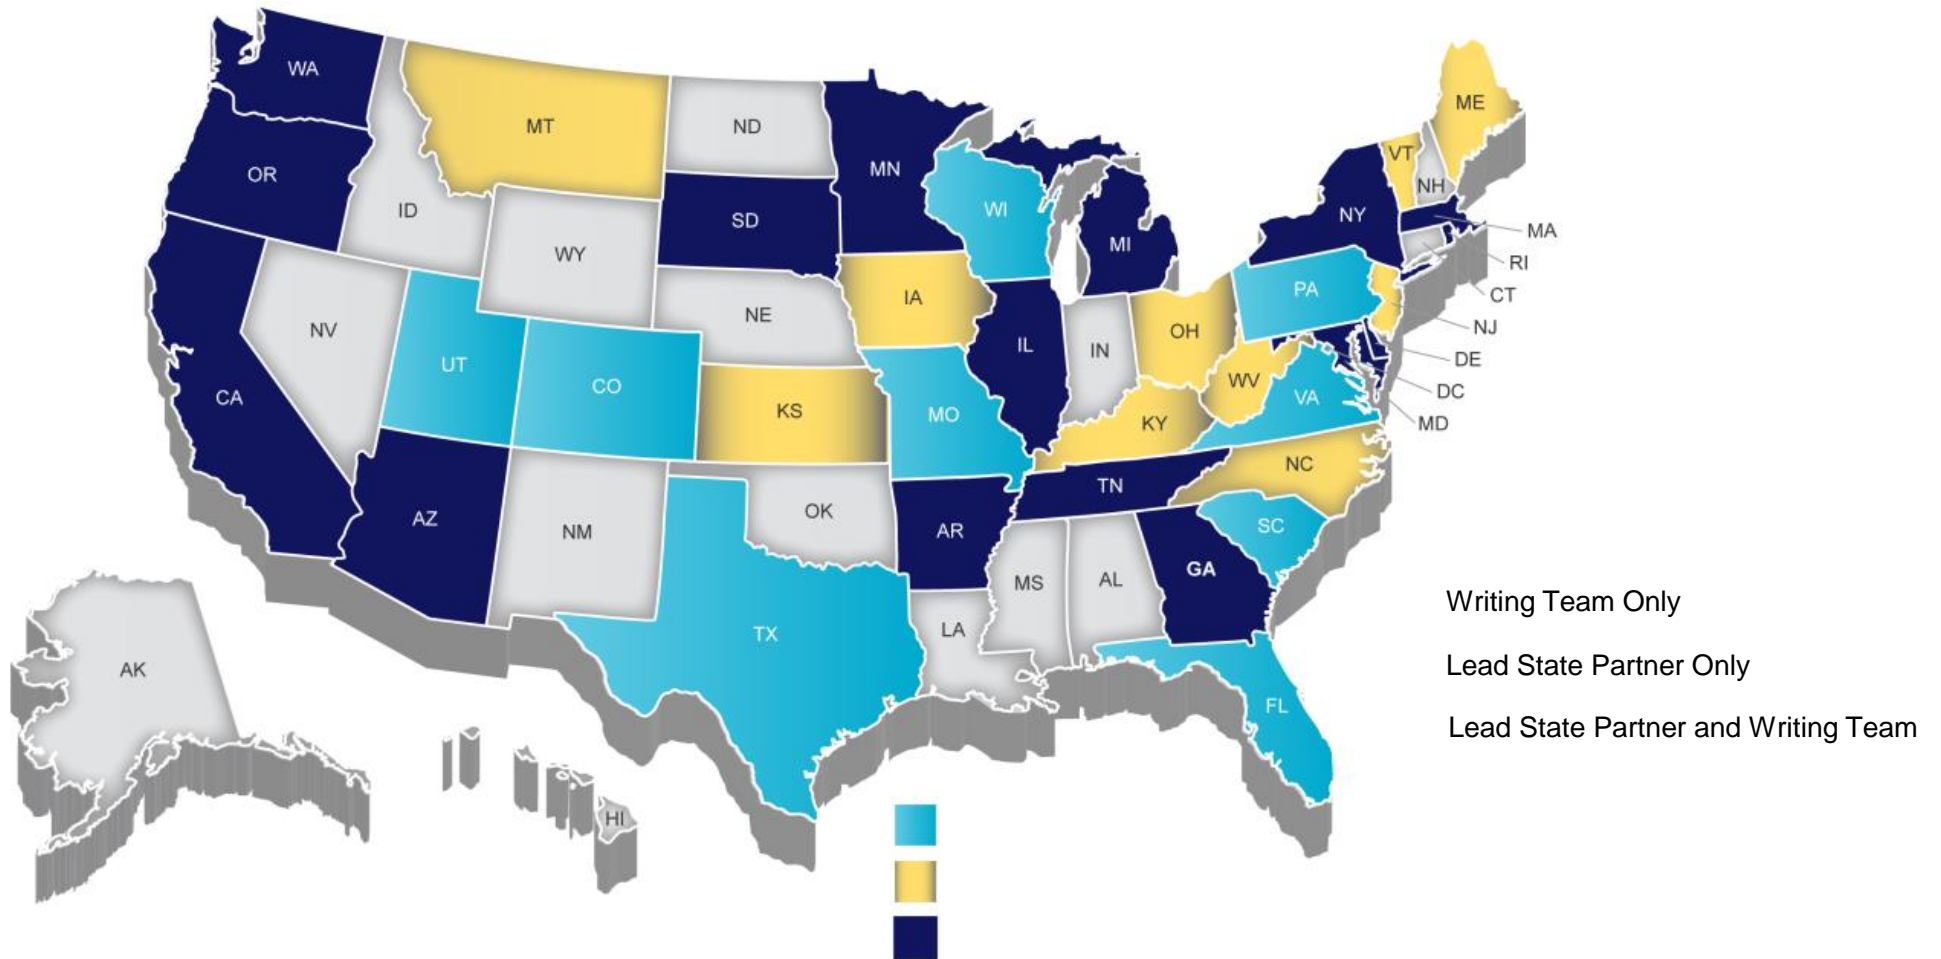 WA
ME
MT
ND
VT
MN
OR
NH
ID
WI
NY
SD
MA
MI
WY
RI
PA
CT
IA
NE
NJ
NV
OH
IL
IN
DE
UT
WV
CO
DC
CA
VA
KS
MO
MD
KY
NC
TN
OK
AZ
SC
AR
NM
GA
MS
AL
Writing Team Only
LA
TX
Lead State Partner Only
AK
FL
Lead State Partner and Writing Team
HI